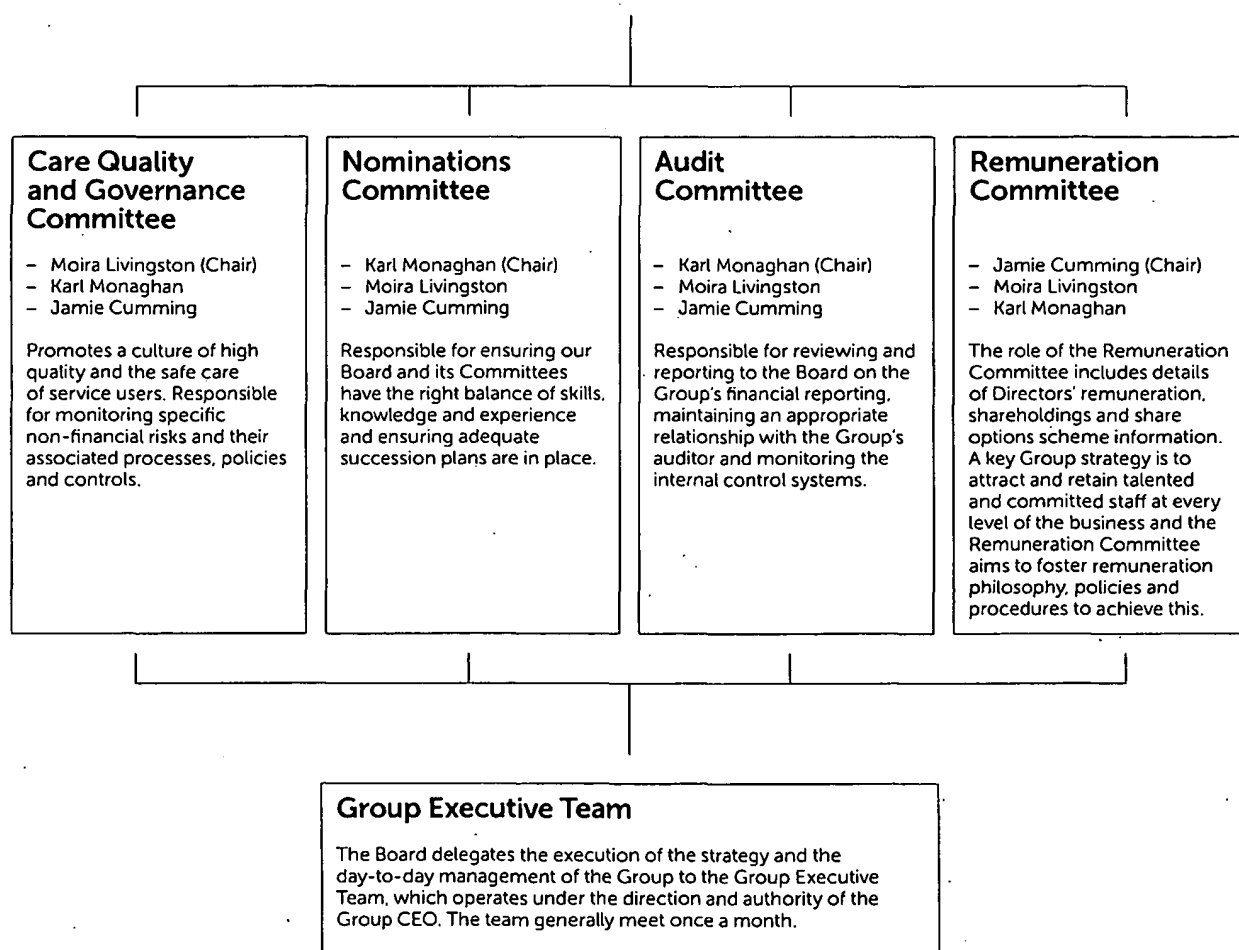 Care Quality
and Governance
Committee
– Moira Livingston (Chair)
– Karl Monaghan
– Jamie Cumming
Promotes a culture of high
quality and the safe care
of service users. Responsible
for monitoring specific
non-financial risks and their
associated processes, policies
and controls.
Nominations
Committee
– Karl Monaghan (Chair)
– Moira Livingston
– Jamie Cumming
Responsible for ensuring our
Board and its Committees
have the right balance of skills,
knowledge and experience
and ensuring adequate
succession plans are in place.
Audit
Committee
– Karl Monaghan (Chair)
– Moira Livingston
– Jamie Cumming
Responsible for reviewing and
reporting to the Board on the
Group's financial reporting,
maintaining an appropriate
relationship with the Group's
auditor and monitoring the
internal control systems.
Remuneration
Committee
– Jamie Cumming (Chair)
– Moira Livingston
– Karl Monaghan
The role of the Remuneration
Committee includes details
of Directors' remuneration,
shareholdings and share
options scheme information.
A key Group strategy is to
attract and retain talented
and committed staff at every
level of the business and the
Remuneration Committee
aims to foster remuneration
philosophy, policies and
procedures to achieve this.
Group Executive Team
The Board delegates the execution of the strategy and the
day-to-day management of the Group to the Group Executive
Team, which operates under the direction and authority of the
Group CEO. The team generally meet once a month.